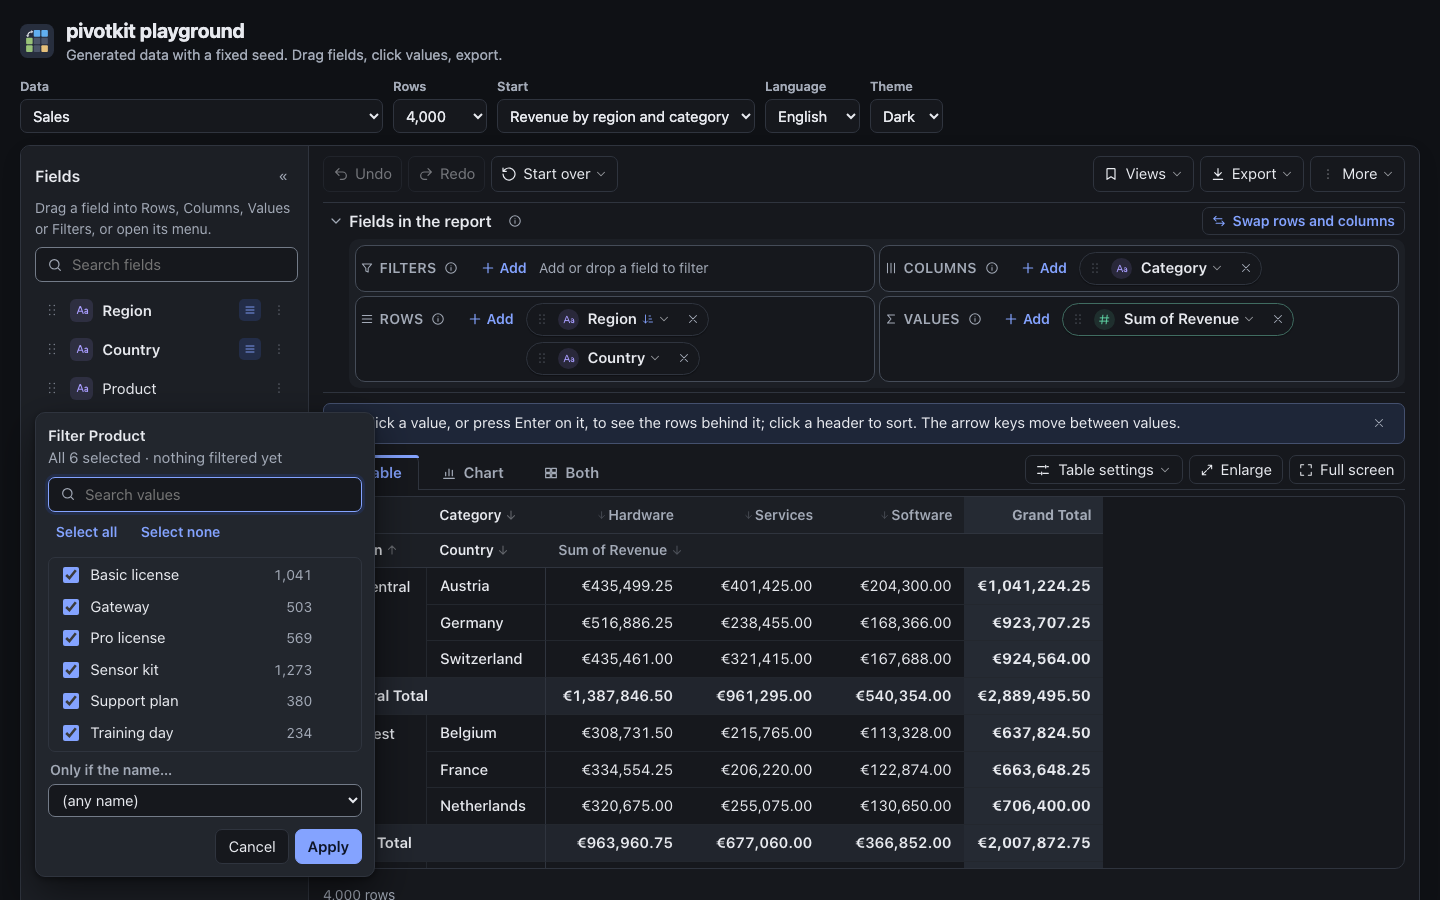 pivotkit playground
Generated data with a fixed seed. Drag fields, click values, export.
Data
Rows
Start
Language
Theme
Sales
4,000
Revenue by region and category
English
Dark
Fields
«
Drag a field into Rows, Columns, Values
or Filters, or open its menu.
Search fields
Aa Region
Aa Country
Aa Product
Undo
Redo
Start over
Views
Export
More
Fields in the report
Swap rows and columns
FILTERS + Add Add or drop a field to filter
COLUMNS + Add Aa Category
ROWS + Add Aa Region
Aa Country
Σ VALUES + Add # Sum of Revenue
Filter Product
All 6 selected · nothing filtered yet
Search values
Select all Select none
Basic license 1,041
Gateway 503
Pro license 569
Sensor kit 1,273
Support plan 380
Training day 234
Only if the name...
(any name)
Cancel Apply
ick a value, or press Enter on it, to see the rows behind it; click a header to sort. The arrow keys move between values.
able
Chart
Both
Table settings
Enlarge
Full screen
Category ↓ ↓ Hardware ↓ Services ↓ Software Grand Total
n ↑ Country ↓ Sum of Revenue ↓
entral Austria €435,499.25 €401,425.00 €204,300.00 €1,041,224.25
Germany €516,886.25 €238,455.00 €168,366.00 €923,707.25
Switzerland €435,461.00 €321,415.00 €167,688.00 €924,564.00
ral Total €1,387,846.50 €961,295.00 €540,354.00 €2,889,495.50
est Belgium €308,731.50 €215,765.00 €113,328.00 €637,824.50
France €334,554.25 €206,220.00 €122,874.00 €663,648.25
Netherlands €320,675.00 €255,075.00 €130,650.00 €706,400.00
Total €963,960.75 €677,060.00 €366,852.00 €2,007,872.75
4,000 rows